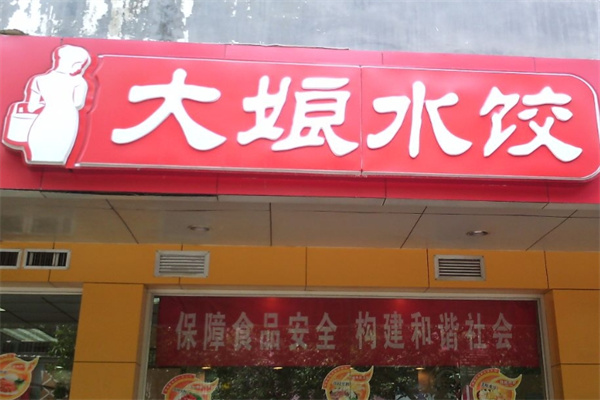 大娘水饺
保障食品安全 构建和谐社会